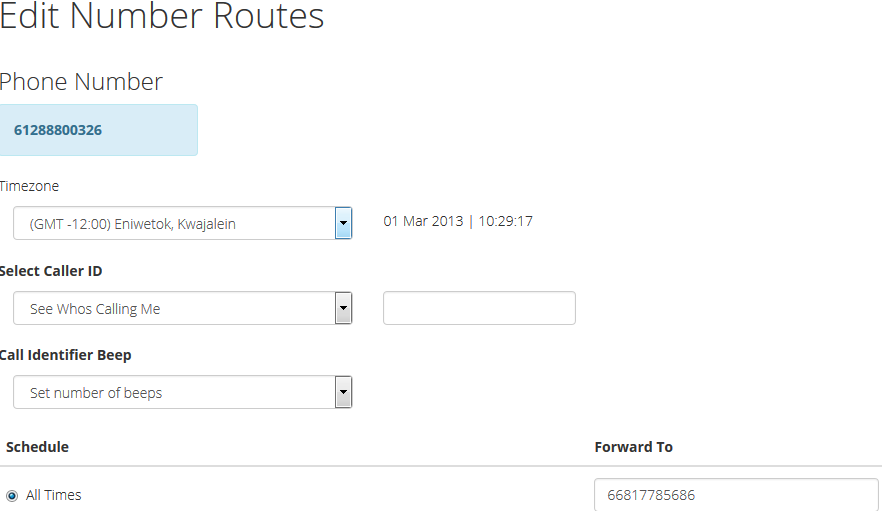 Edit Number Routes
Phone Number
61288800326
Timezone
(GMT -12:00) Eniwetok, Kwajalein
01 Mar 2013 | 10:29:17
Select Caller ID
See Whos Calling Me
Call Identifier Beep
Set number of beeps
Schedule Forward To
All Times 66817785686